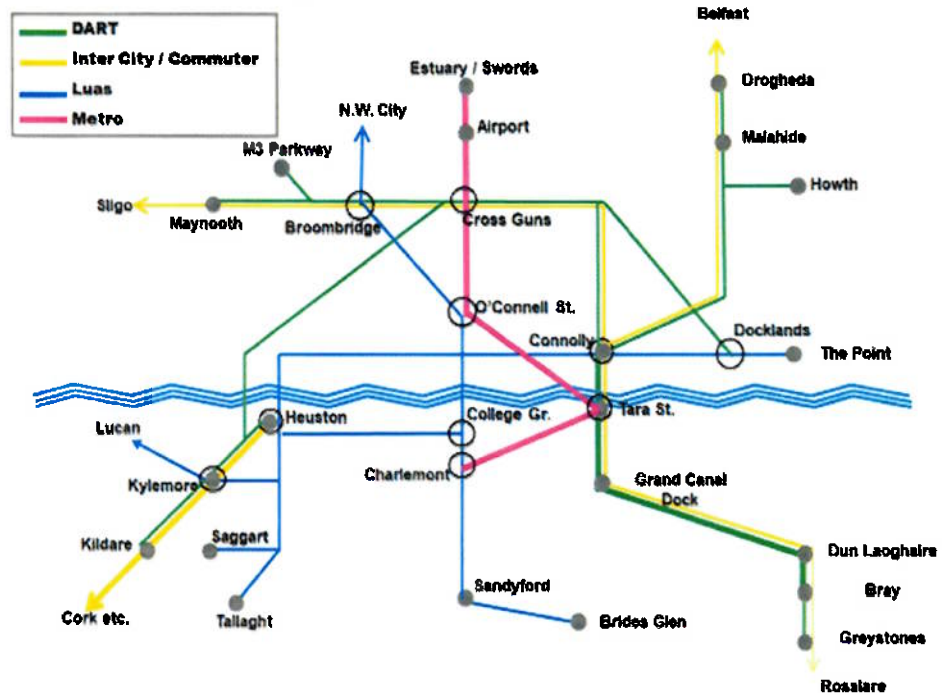 DART
Inter City / Commuter
Luas
Metro
Belfast
Estuary / Swords
Drogheda
N.W. City
Airport
Malahide
M3 Parkway
Howth
Sligo
Maynooth
Broombridge
Cross Guns
O'Connell St.
Connolly
Docklands
The Point
Heuston
College Gr.
Tara St.
Lucan
Charlemont
Kylemore
Grand Canal
Dock
Kildare
Saggart
Dun Laoghaire
Sandyford
Bray
Cork etc.
Tallaght
Brides Glen
Greystones
Rosslare